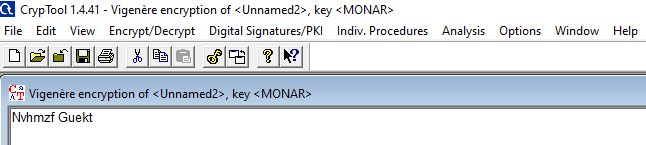 CrypTool 1.4.41 - Vigenère encryption of <Unnamed2>, key <MONAR>
File Edit View Encrypt/Decrypt Digital Signatures/PKI Indiv. Procedures Analysis Options Window Help
Vigenère encryption of <Unnamed2>, key <MONAR>
Nvhmzf Guekt